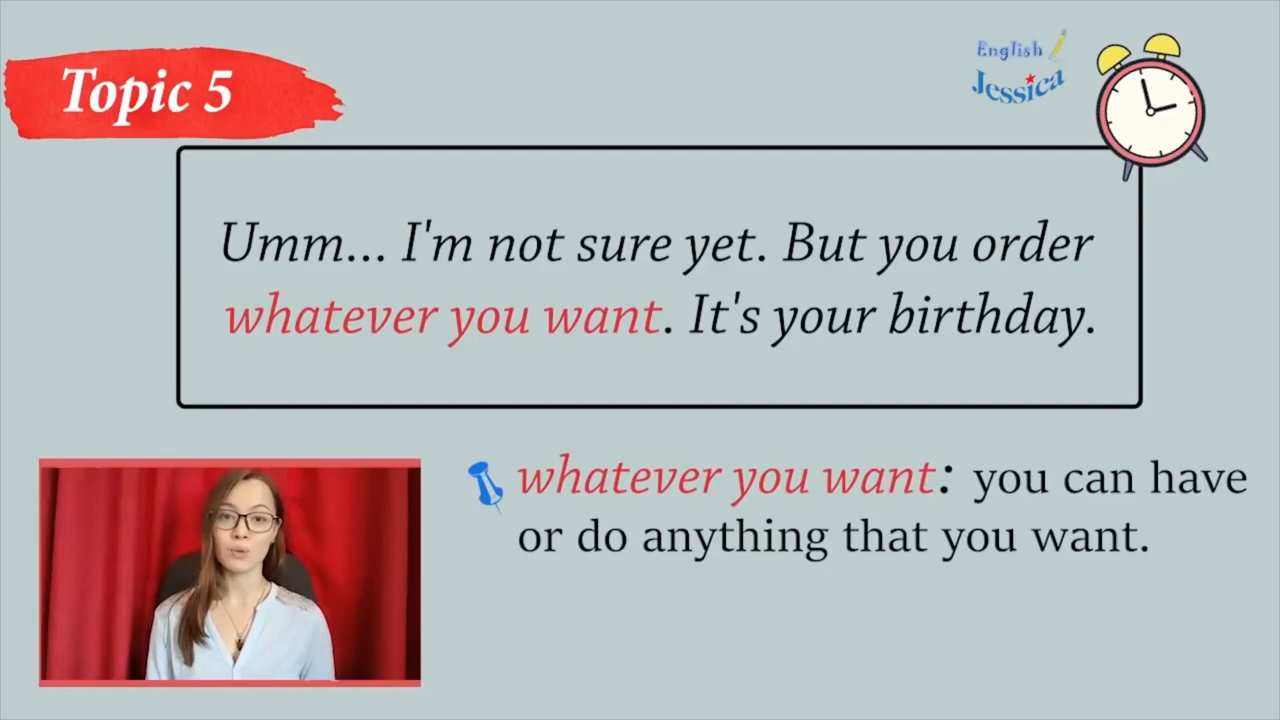 Topic 5
English
Jessica
Umm... I'm not sure yet. But you order
whatever you want. It's your birthday.
whatever you want: you can have
or do anything that you want.